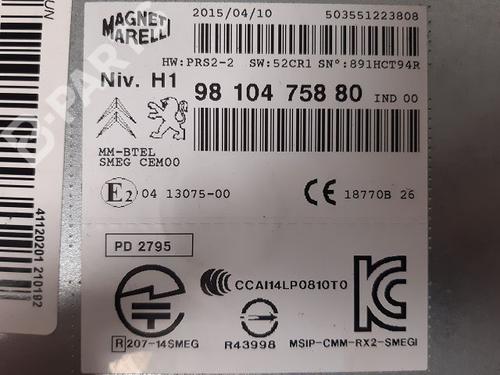 MAGNETI MARELLI
2015/04/10 503551223808
HW:PRS2-2 SW:52CR1 SN°:891HCT94R
Niv. H1 98 104 758 80 IND 00
MM-BTEL
SMEG CEM00
E2 04 13075-00 CE 18770B 26
PD 2795
CCAI14LP0810T0
R 207-14SMEG R43998 MSIP-CMM-RX2-SMEGI
41120201 210192
B-PARTS